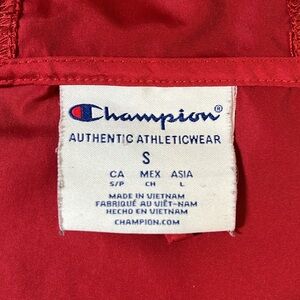 Champion®
AUTHENTIC ATHLETICWEAR
S
CA MEX ASIA
S/P CH L
MADE IN VIETNAM
FABRIQUÉ AU VIÊT-NAM
HECHO EN VIETNAM
CHAMPION.COM